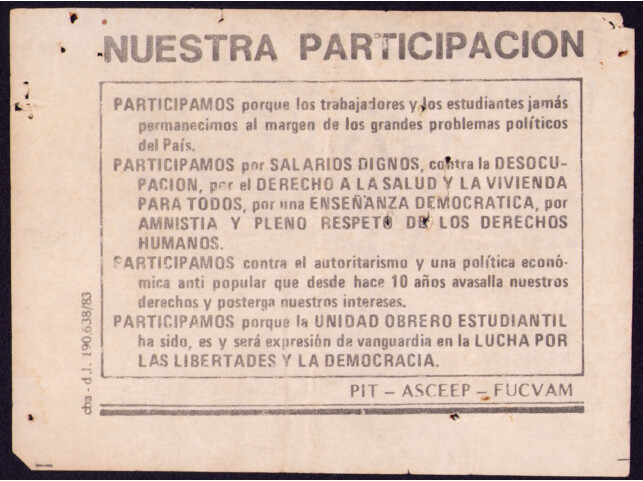 NUESTRA PARTICIPACION
PARTICIPAMOS porque los trabajadores y los estudiantes jamás
permanecimos al margen de los grandes problemas políticos
del País.
PARTICIPAMOS por SALARIOS DIGNOS, contra la DESOCU-
PACION, por el DERECHO A LA SALUD Y LA VIVIENDA
PARA TODOS, por una ENSEÑANZA DEMOCRATICA, por
AMNISTIA Y PLENO RESPETO DE LOS DERECHOS
HUMANOS.
PARTICIPAMOS contra el autoritarismo y una política econó-
mica anti popular que desde hace 10 años avasalla nuestros
derechos y posterga nuestros intereses.
PARTICIPAMOS porque la UNIDAD OBRERO ESTUDIANTIL
ha sido, es y será expresión de vanguardia en la LUCHA POR
LAS LIBERTADES Y LA DEMOCRACIA.
PIT – ASCEEP – FUCVAM
cba - d.l. 190.638/83